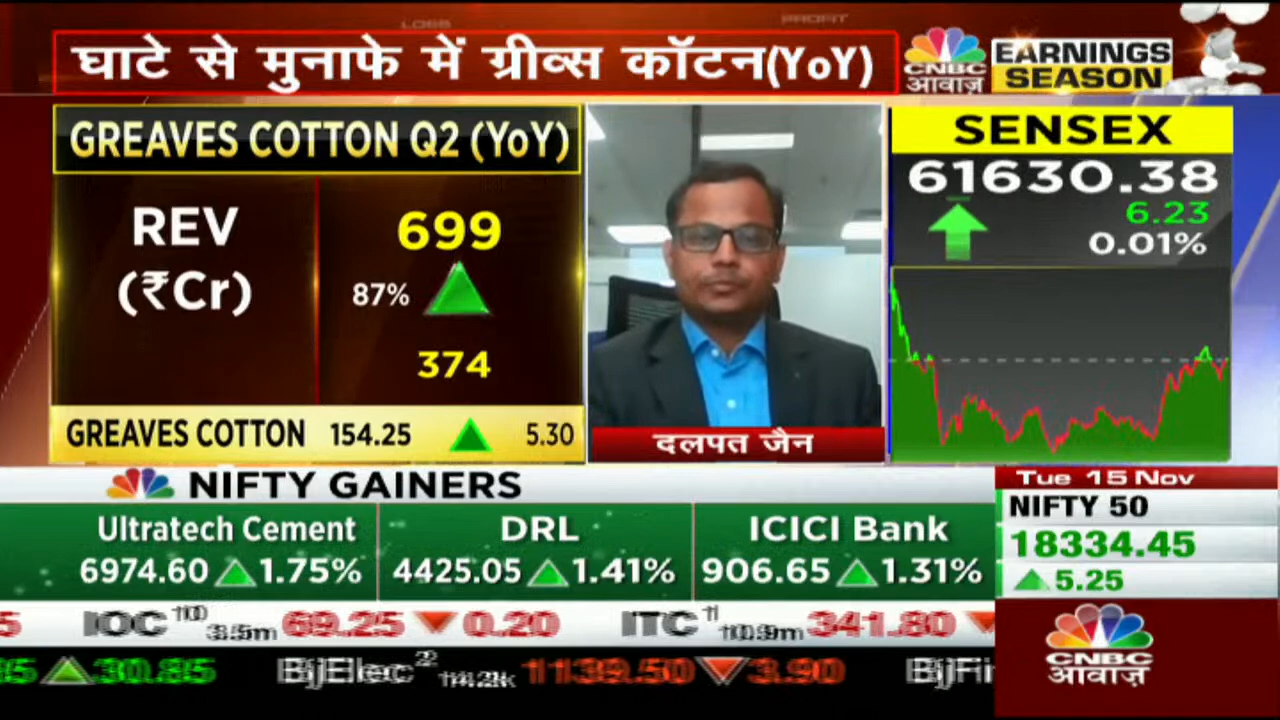 LOSS
PROFIT
घाटे से मुनाफे में ग्रीव्स कॉटन(YoY)
CNBC
आवाज़
EARNINGS
SEASON
GREAVES COTTON Q2 (YoY)
REV
(₹Cr)
699
87%
374
GREAVES COTTON 154.25 5.30
दलपत जैन
SENSEX
61630.38
6.23
0.01%
NIFTY GAINERS
Ultratech Cement
6974.60 1.75%
DRL
4425.05 1.41%
ICICI Bank
906.65 1.31%
Tue 15 Nov
NIFTY 50
18334.45
5.25
IOC 3.5m 69.25 0.20 ITC 10.9m 341.80
30.85 BjElec 1139.50 3.90 BjFin
CNBC
आवाज़